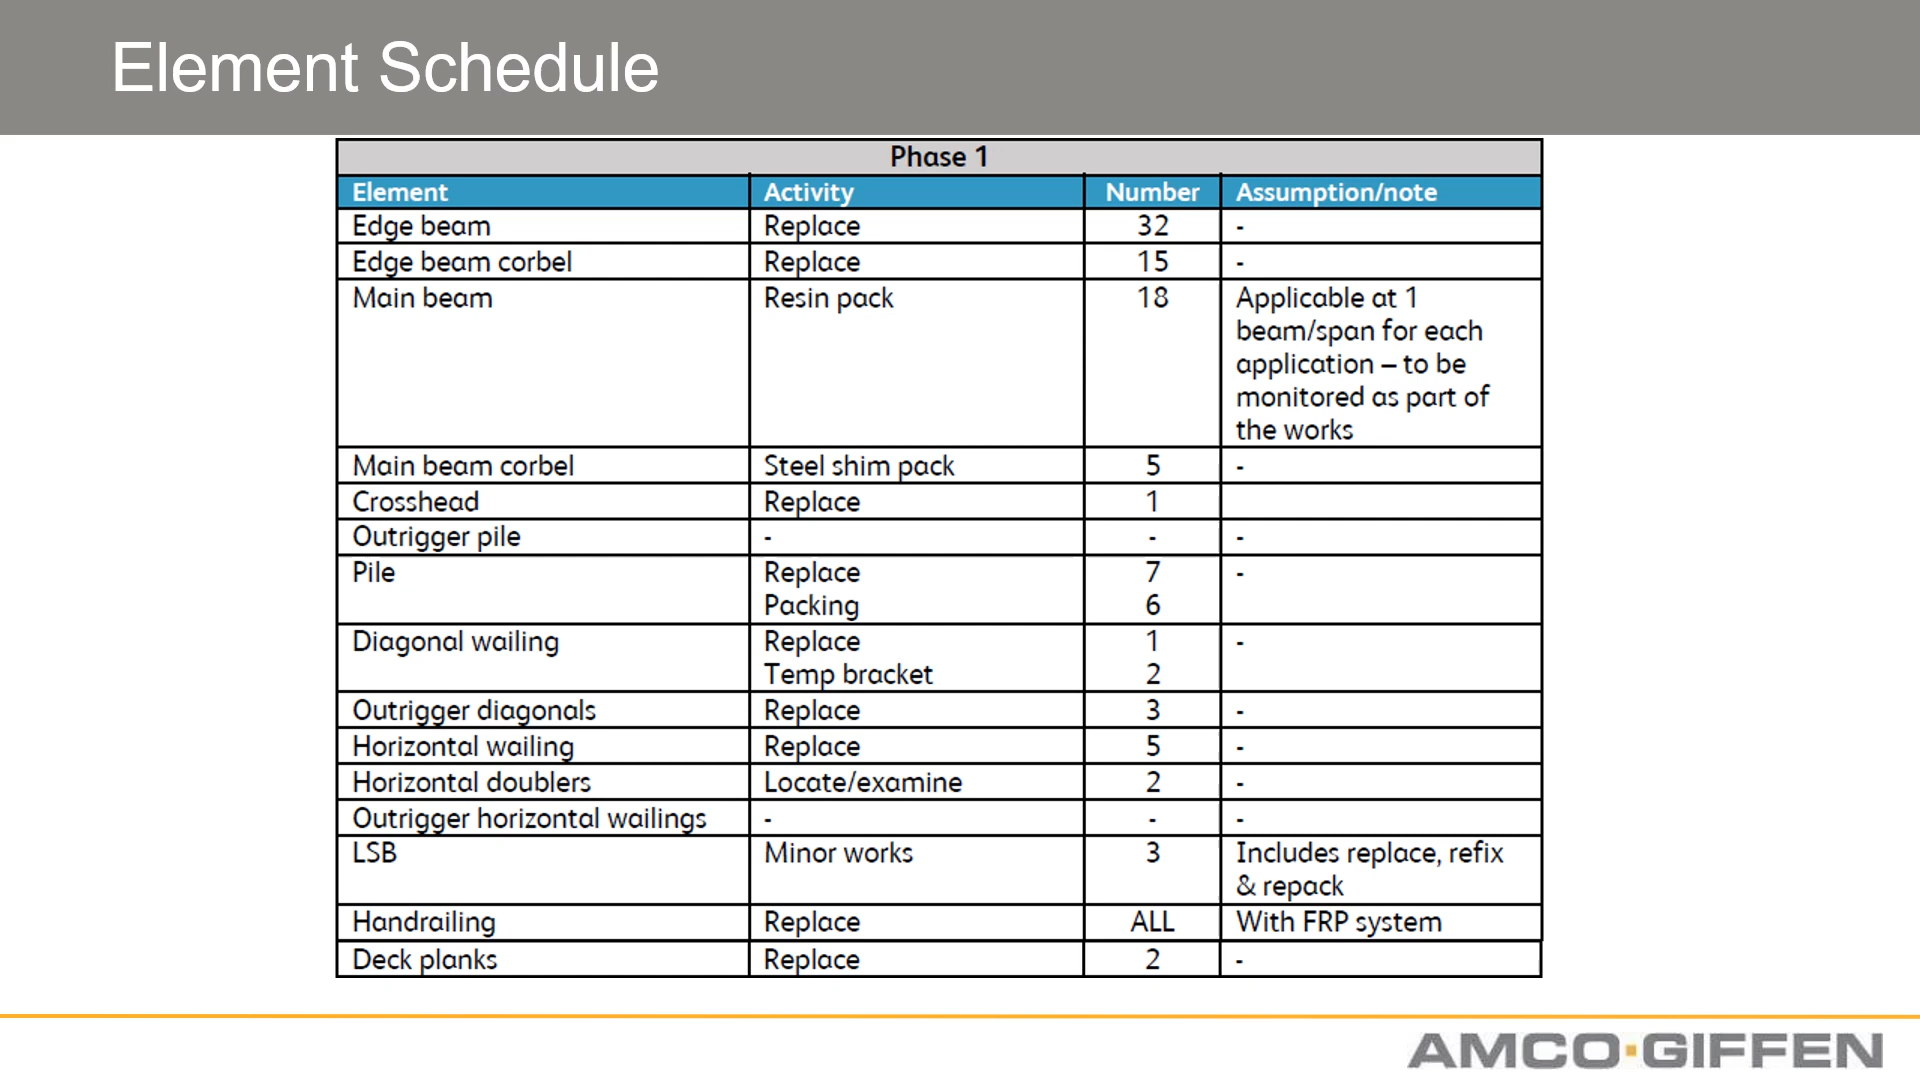 Element Schedule
Phase 1
Element Activity Number Assumption/note
Edge beam Replace 32 -
Edge beam corbel Replace 15 -
Main beam Resin pack 18 Applicable at 1
beam/span for each
application – to be
monitored as part of
the works
Main beam corbel Steel shim pack 5 -
Crosshead Replace 1
Outrigger pile - - -
Pile Replace 7 -
Packing 6
Diagonal wailing Replace 1 -
Temp bracket 2
Outrigger diagonals Replace 3 -
Horizontal wailing Replace 5 -
Horizontal doublers Locate/examine 2 -
Outrigger horizontal wailings - - -
LSB Minor works 3 Includes replace, refix
& repack
Handrailing Replace ALL With FRP system
Deck planks Replace 2 -
AMCO·GIFFEN